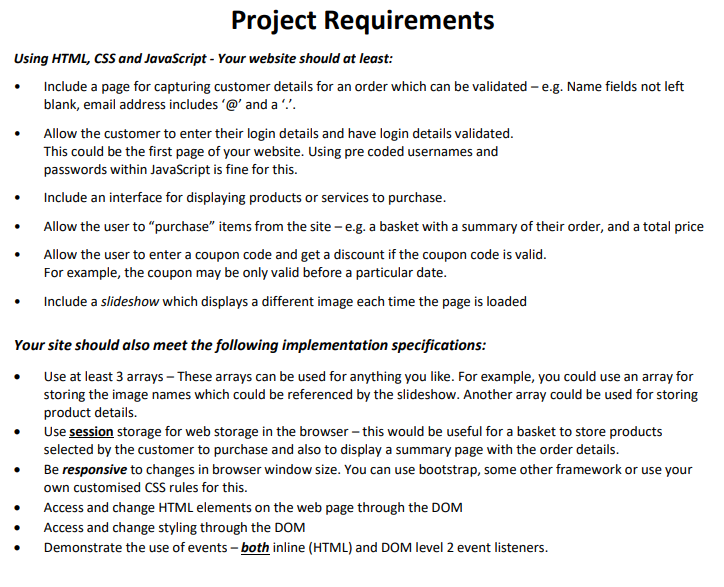 Project Requirements
Using HTML, CSS and JavaScript - Your website should at least:
• Include a page for capturing customer details for an order which can be validated – e.g. Name fields not left
blank, email address includes ‘@’ and a ‘.’.
• Allow the customer to enter their login details and have login details validated.
This could be the first page of your website. Using pre coded usernames and
passwords within JavaScript is fine for this.
• Include an interface for displaying products or services to purchase.
• Allow the user to “purchase” items from the site – e.g. a basket with a summary of their order, and a total price
• Allow the user to enter a coupon code and get a discount if the coupon code is valid.
For example, the coupon may be only valid before a particular date.
• Include a slideshow which displays a different image each time the page is loaded
Your site should also meet the following implementation specifications:
• Use at least 3 arrays – These arrays can be used for anything you like. For example, you could use an array for
storing the image names which could be referenced by the slideshow. Another array could be used for storing
product details.
• Use session storage for web storage in the browser – this would be useful for a basket to store products
selected by the customer to purchase and also to display a summary page with the order details.
• Be responsive to changes in browser window size. You can use bootstrap, some other framework or use your
own customised CSS rules for this.
• Access and change HTML elements on the web page through the DOM
• Access and change styling through the DOM
• Demonstrate the use of events – both inline (HTML) and DOM level 2 event listeners.